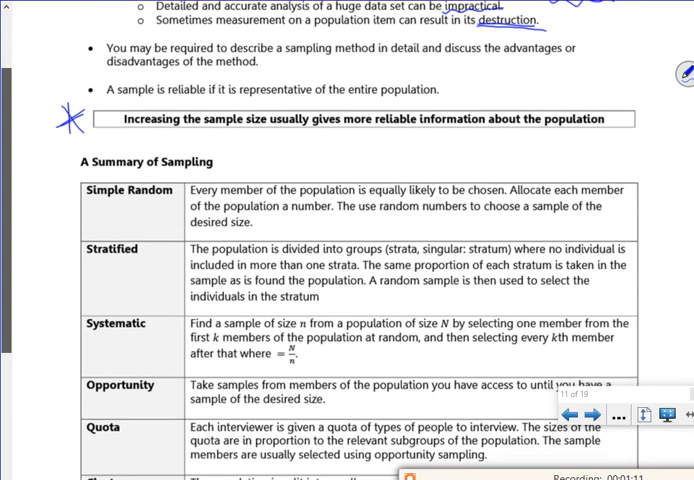 o Detailed and accurate analysis of a huge data set can be impractical.
o Sometimes measurement on a population item can result in its destruction.
• You may be required to describe a sampling method in detail and discuss the advantages or
disadvantages of the method.
• A sample is reliable if it is representative of the entire population.
Increasing the sample size usually gives more reliable information about the population
A Summary of Sampling
Simple Random
Every member of the population is equally likely to be chosen. Allocate each member
of the population a number. The use random numbers to choose a sample of the
desired size.
Stratified
The population is divided into groups (strata, singular: stratum) where no individual is
included in more than one strata. The same proportion of each stratum is taken in the
sample as is found the population. A random sample is then used to select the
individuals in the stratum
Systematic
Find a sample of size n from a population of size N by selecting one member from the
first k members of the population at random, and then selecting every kth member
after that where = N/n.
Opportunity
Take samples from members of the population you have access to until you have a
sample of the desired size.
11 of 19
Quota
Each interviewer is given a quota of types of people to interview. The sizes of the
quota are in proportion to the relevant subgroups of the population. The sample
members are usually selected using opportunity sampling.
Recording: 00:01:11